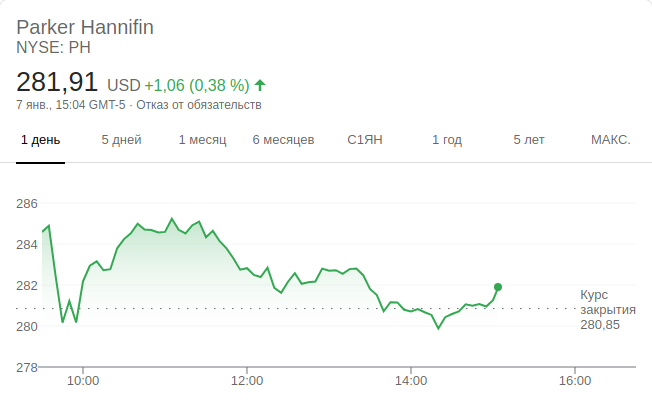 Parker Hannifin
NYSE: PH
281,91 USD +1,06 (0,38 %)
7 янв., 15:04 GMT-5 · Отказ от обязательств
1 день 5 дней 1 месяц 6 месяцев С1ЯН 1 год 5 лет МАКС.
286
284
282
280
278
Курс
закрытия
280,85
10:00 12:00 14:00 16:00